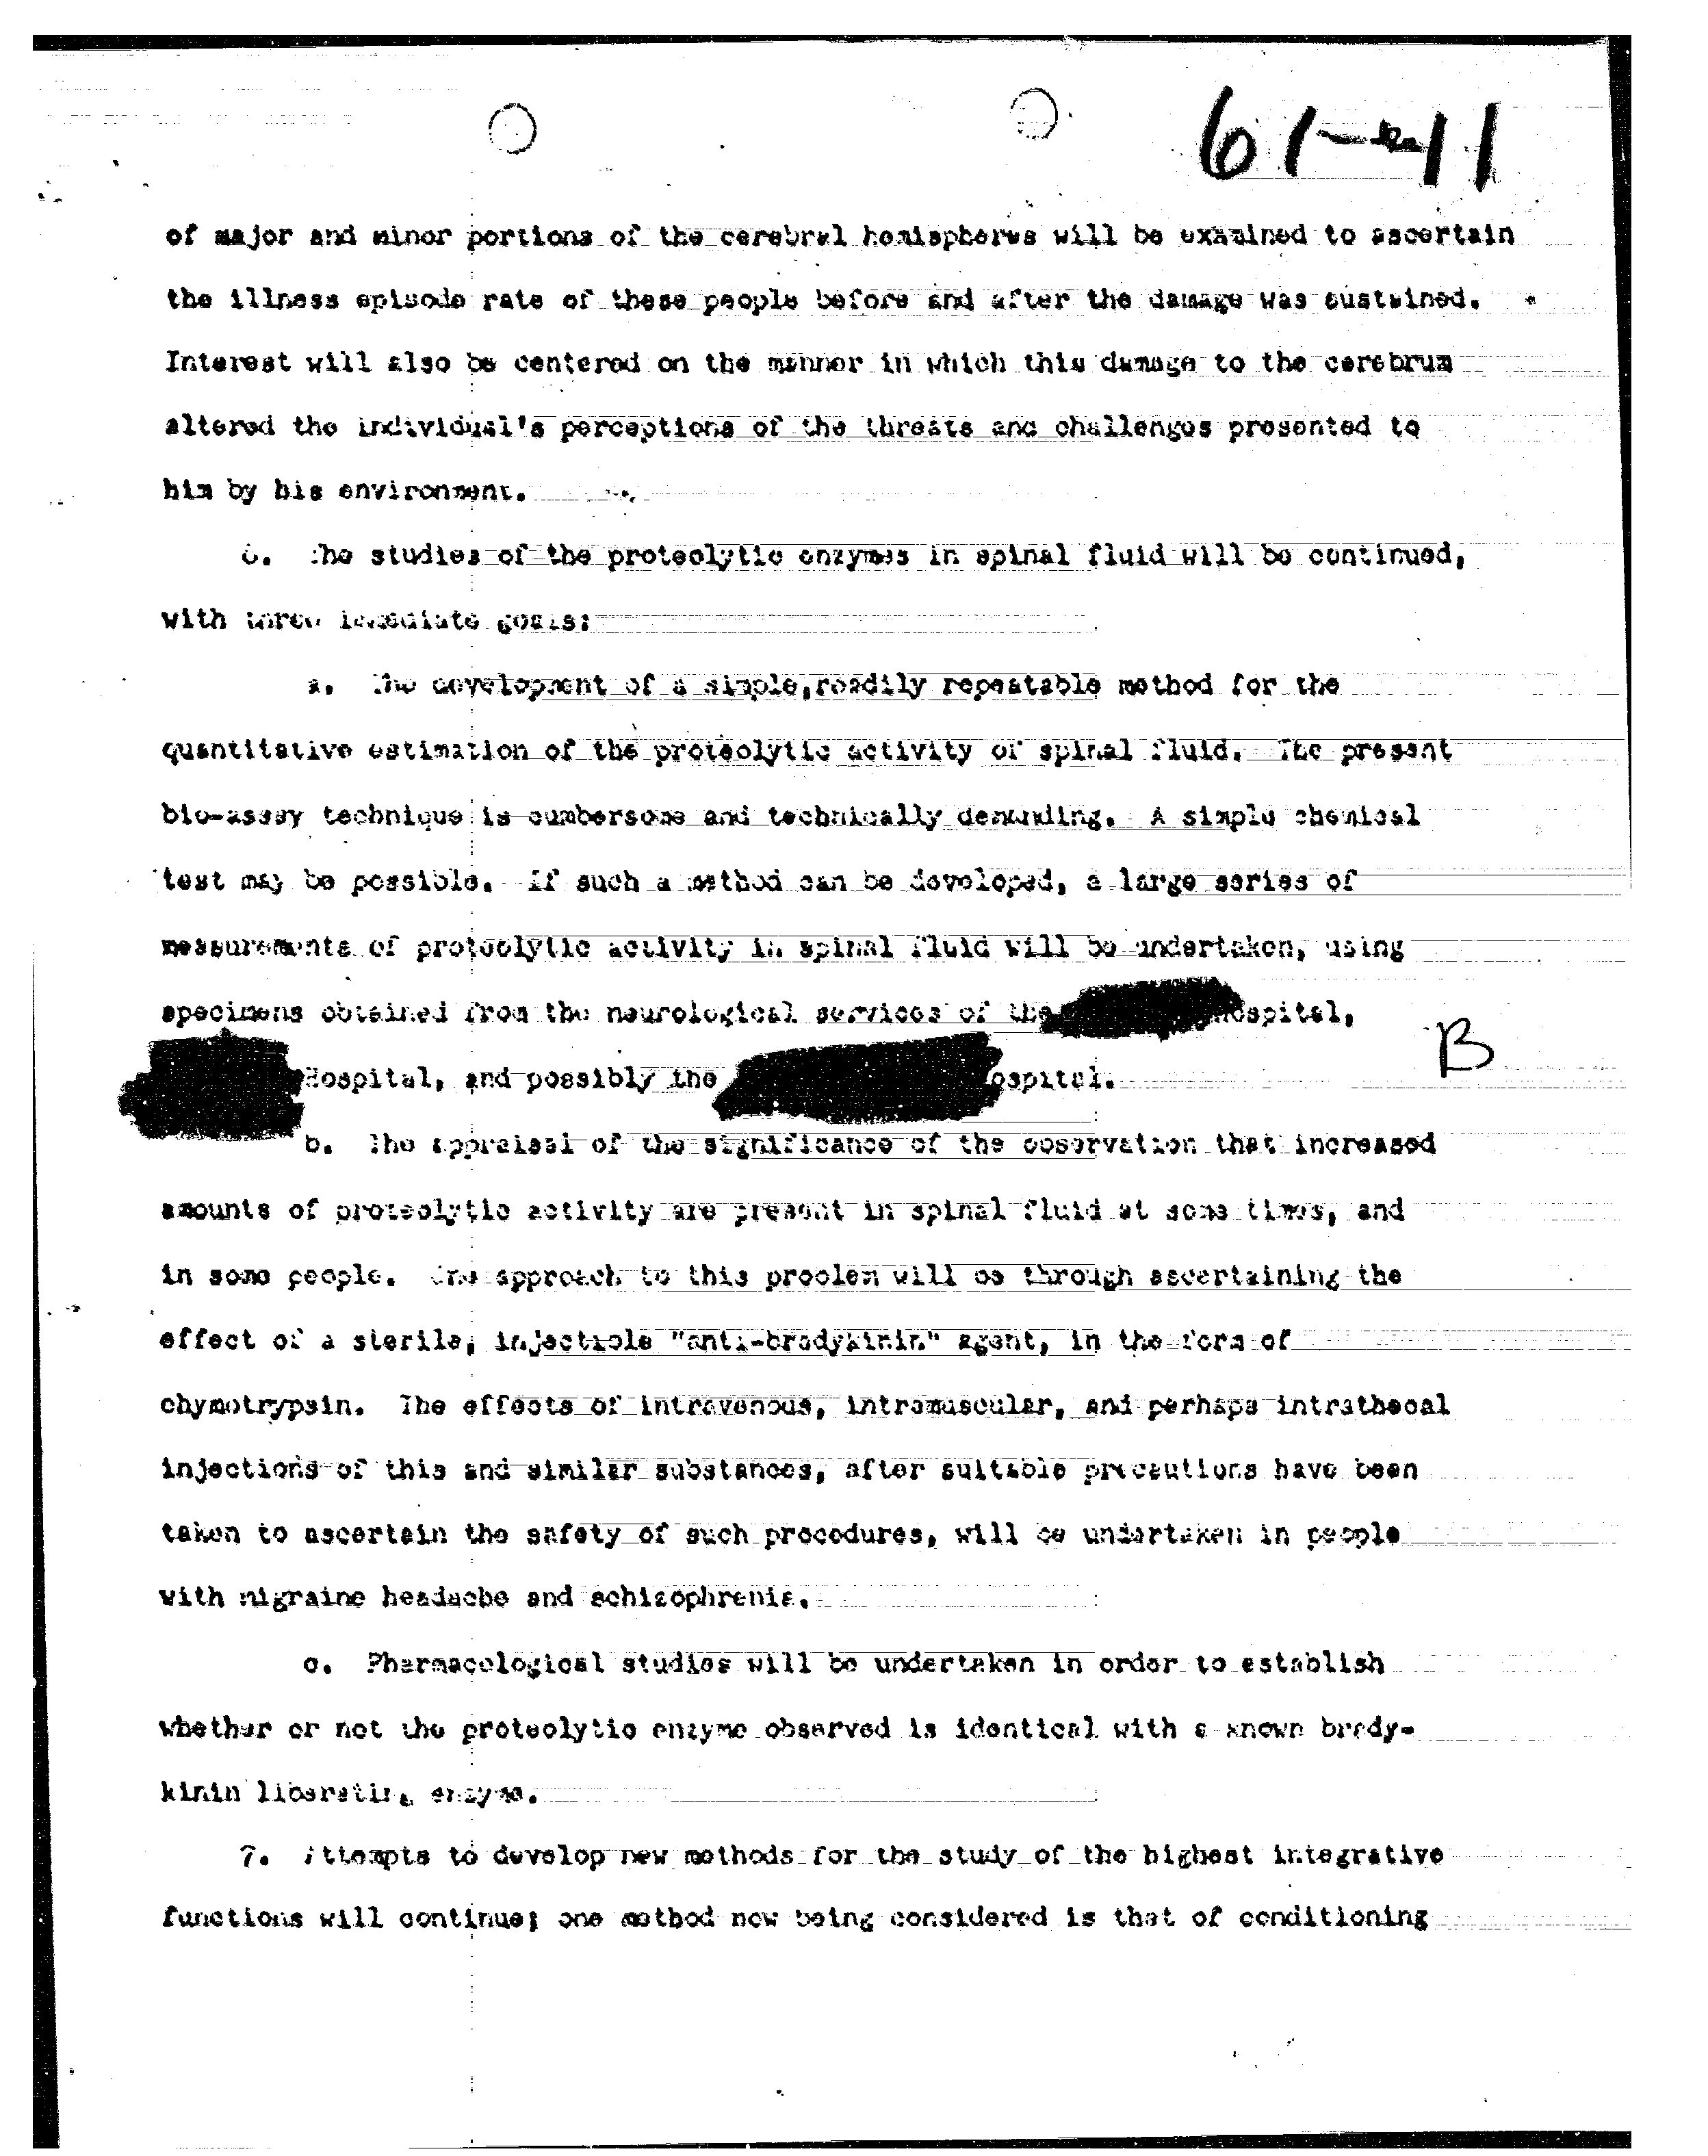 61-11
of major and minor portions of the cerebral hemispheres will be examined to ascertain
the illness episode rate of these people before and after the damage was sustained.
Interest will also be centered on the manner in which this damage to the cerebrum
altered the individual's perceptions of the threats and challenges presented to
him by his environment.
6. The studies of the proteolytic enzymes in spinal fluid will be continued,
with three immediate goals:
a. The development of a simple, readily repeatable method for the
quantitative estimation of the proteolytic activity of spinal fluid. The present
bio-assay technique is cumbersome and technically demanding. A simple chemical
test may be possible. If such a method can be developed, a large series of
measurements of proteolytic activity in spinal fluid will be undertaken, using
specimens obtained from the neurological services of the ospital,
B
Hospital, and possibly the ospital.
b. The appraisal of the significance of the observation that increased
amounts of proteolytic activity are present in spinal fluid at some times, and
in some people. One approach to this problem will be through ascertaining the
effect of a sterile, injectible "anti-bradykinin" agent, in the form of
chymotrypsin. The effects of intravenous, intramuscular, and perhaps intrathecal
injections of this and similar substances, after suitable precautions have been
taken to ascertain the safety of such procedures, will be undertaken in people
with migraine headache and schizophrenia.
c. Pharmacological studies will be undertaken in order to establish
whether or not the proteolytic enzyme observed is identical with a known brady-
kinin liberating enzyme.
7. Attempts to develop new methods for the study of the highest integrative
functions will continue; one method now being considered is that of conditioning